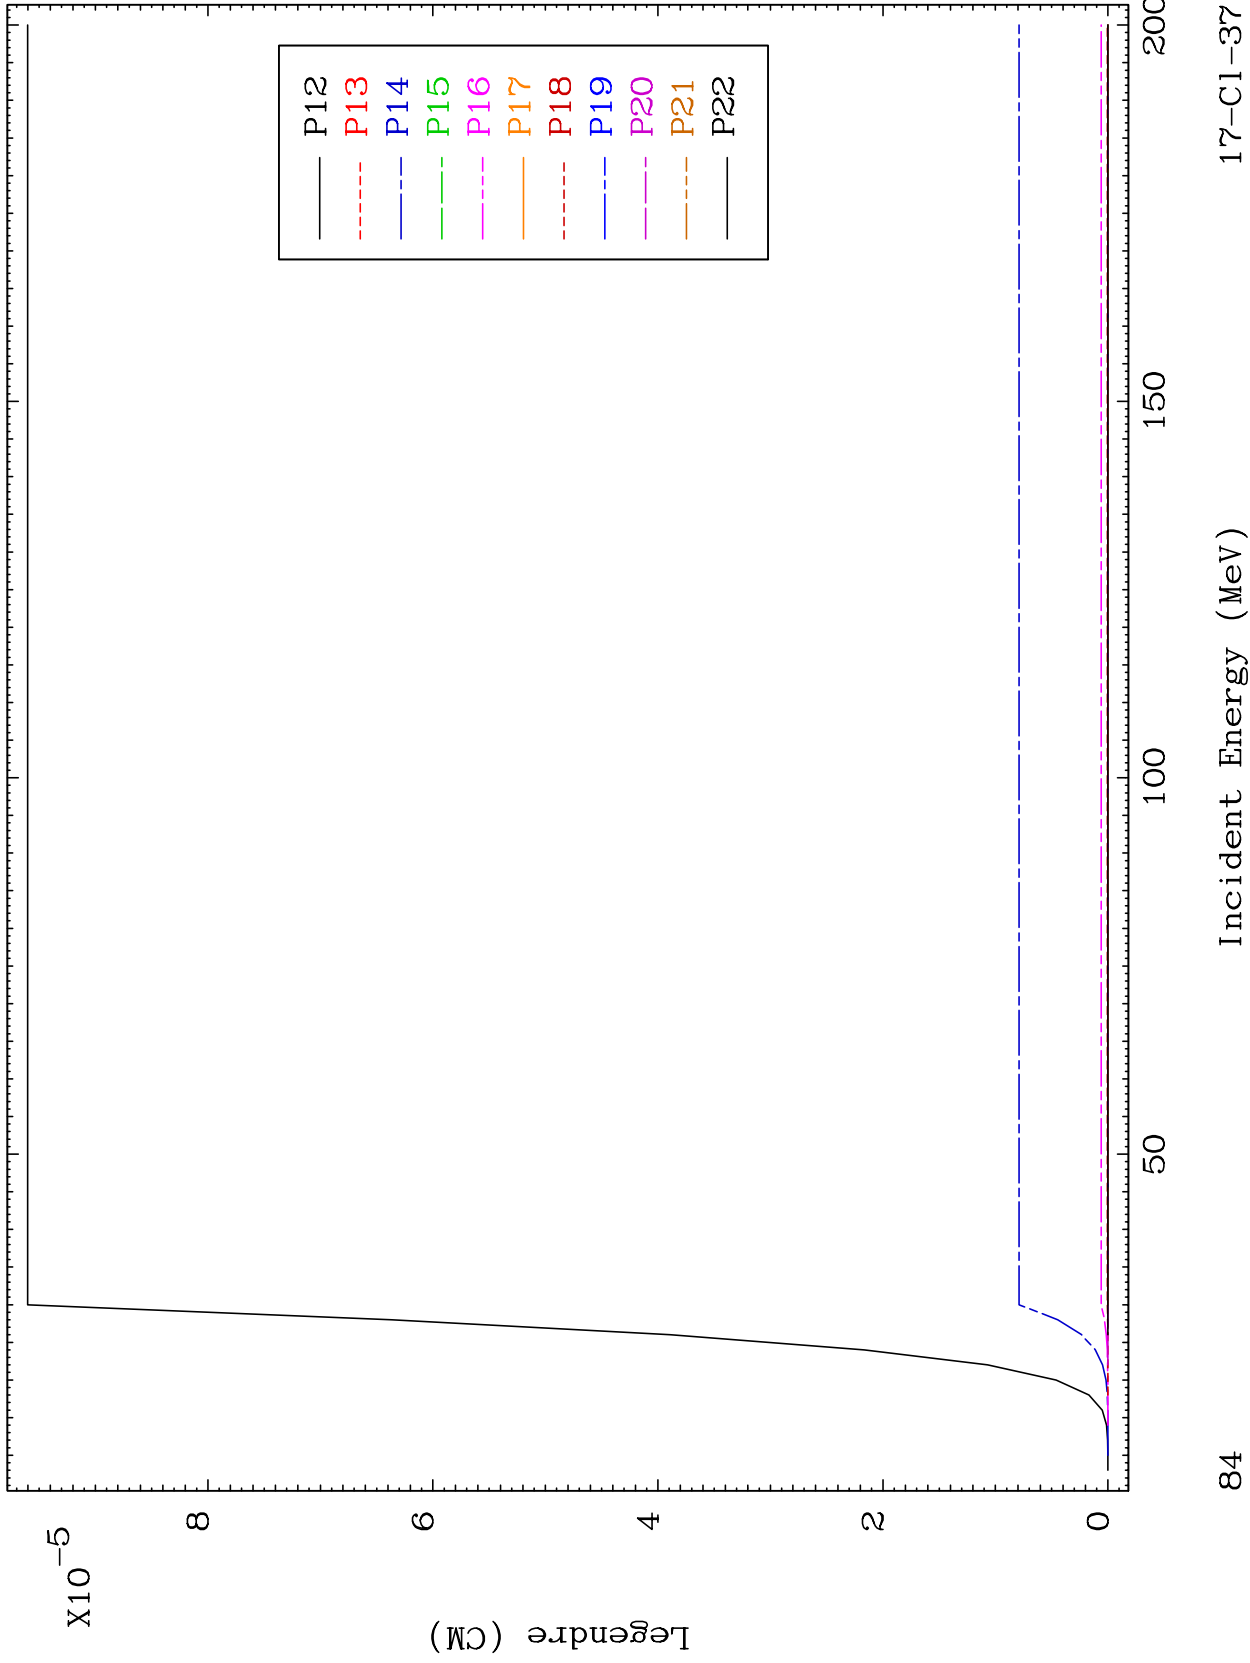 X10 -5
8
6
4
2
0
Legendre (CM)
P12
P13
P14
P15
P16
P17
P18
P19
P20
P21
P22
50
100
150
200
Incident Energy (MeV)
84
17-Cl-37